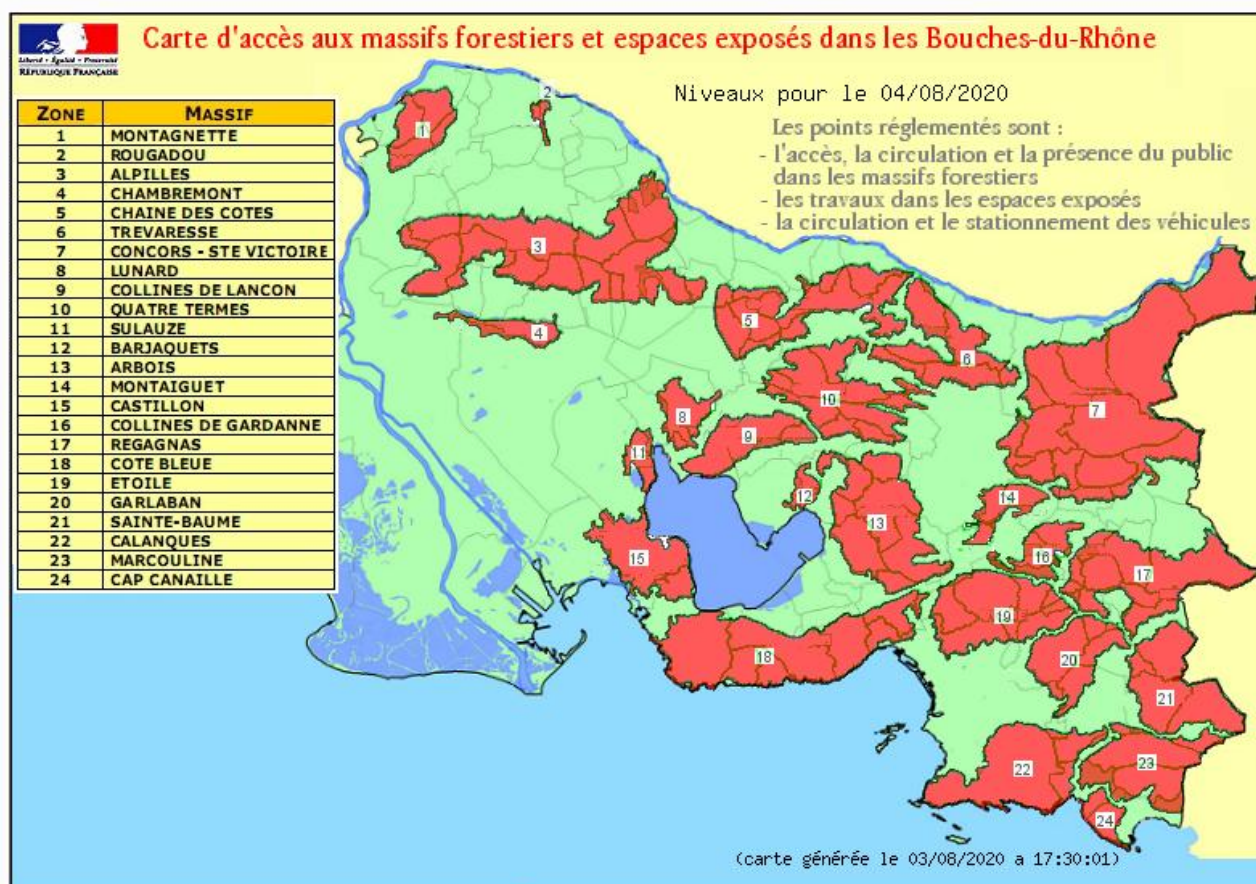 Carte d'accès aux massifs forestiers et espaces exposés dans les Bouches-du-Rhône
Liberté • Égalité • Fraternité
RÉPUBLIQUE FRANÇAISE
Niveaux pour le 04/08/2020
Les points réglementés sont :
- l'accès, la circulation et la présence du public
dans les massifs forestiers
- les travaux dans les espaces exposés
- la circulation et le stationnement des véhicules
ZONE MASSIF
1 MONTAGNETTE
2 ROUGADOU
3 ALPILLES
4 CHAMBREMONT
5 CHAINE DES COTES
6 TREVARESSE
7 CONCORS - STE VICTOIRE
8 LUNARD
9 COLLINES DE LANCON
10 QUATRE TERMES
11 SULAUZE
12 BARJAQUETS
13 ARBOIS
14 MONTAIGUET
15 CASTILLON
16 COLLINES DE GARDANNE
17 REGAGNAS
18 COTE BLEUE
19 ETOILE
20 GARLABAN
21 SAINTE-BAUME
22 CALANQUES
23 MARCOULINE
24 CAP CANAILLE
1
2
3
4
5
6
7
8
9
10
11
12
13
14
15
16
17
18
19
20
21
22
23
24
(carte générée le 03/08/2020 a 17:30:01)